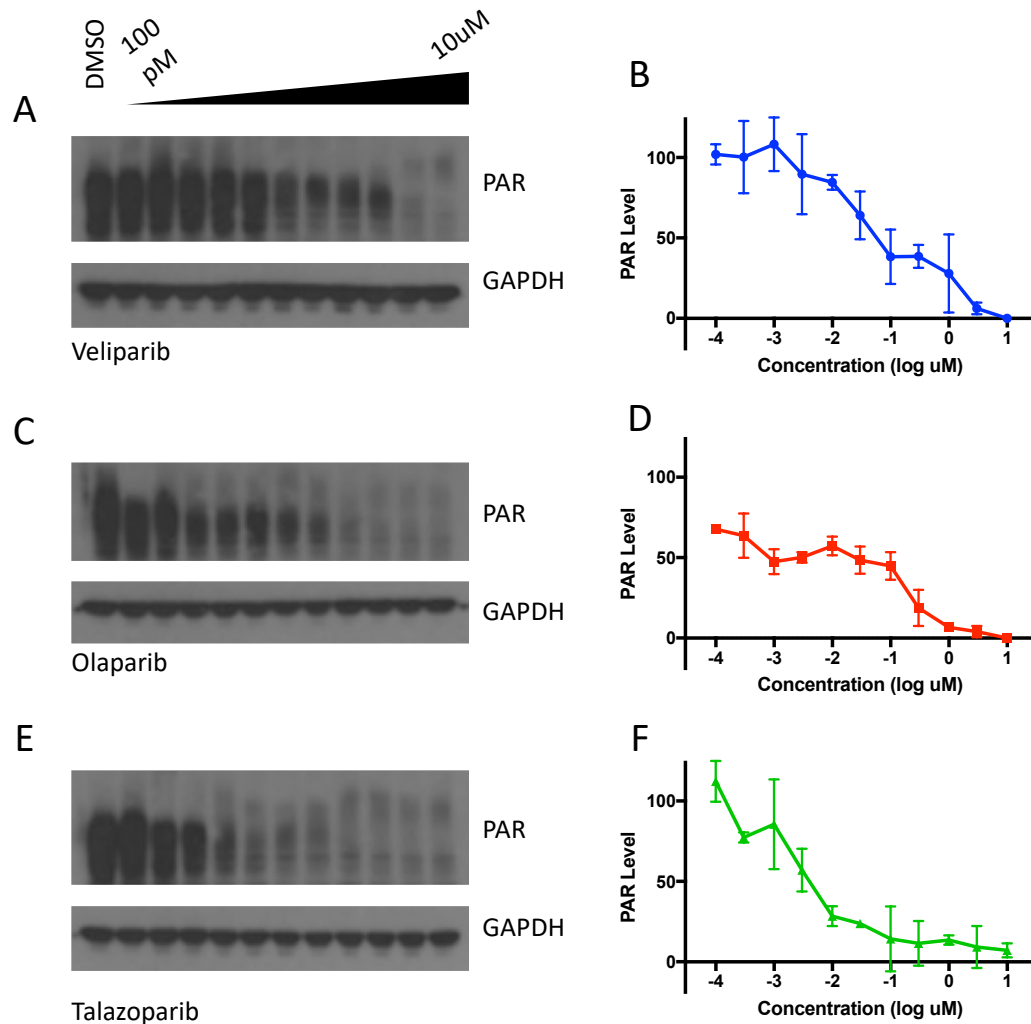 DMSO
100
pM
10uM
A
PAR
GAPDH
Veliparib
B
100
50
0
PAR Level
-4 -3 -2 -1 0 1
Concentration (log uM)
C
PAR
GAPDH
Olaparib
D
100
50
0
PAR Level
-4 -3 -2 -1 0 1
Concentration (log uM)
E
PAR
GAPDH
Talazoparib
F
100
50
0
PAR Level
-4 -3 -2 -1 0 1
Concentration (log uM)